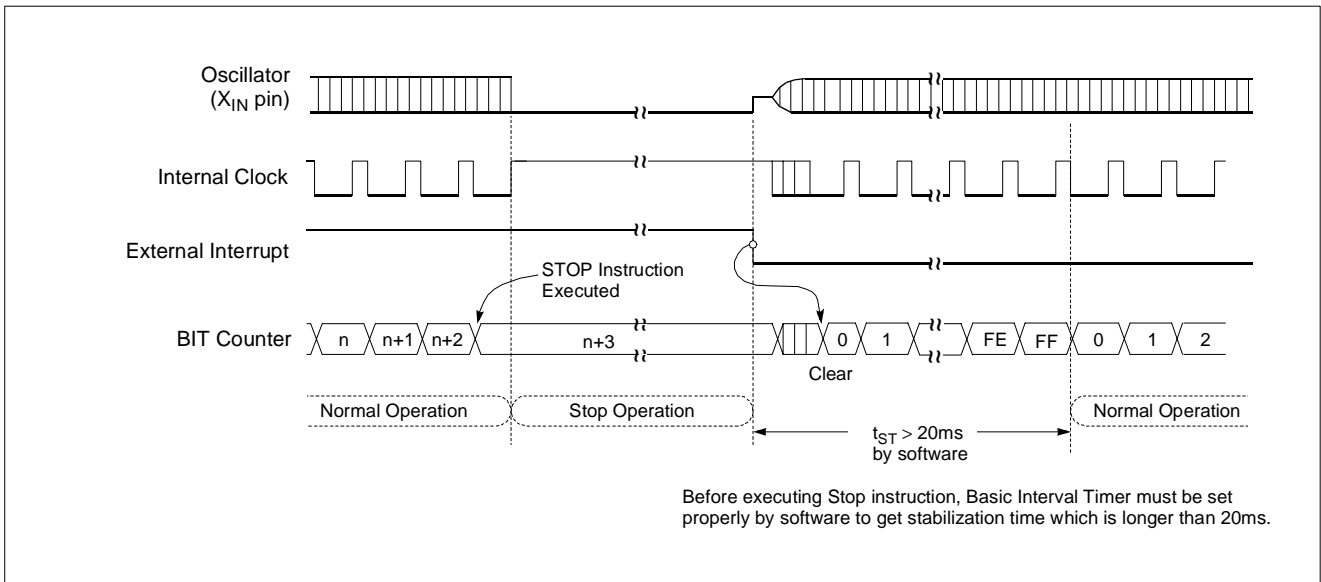 Oscillator
(XIN pin)
Internal Clock
External Interrupt
STOP Instruction
Executed
BIT Counter
n
n+1
n+2
n+3
0
1
FE
FF
0
1
2
Clear
Normal Operation
Stop Operation
Normal Operation
tST > 20ms
by software
Before executing Stop instruction, Basic Interval Timer must be set
properly by software to get stabilization time which is longer than 20ms.